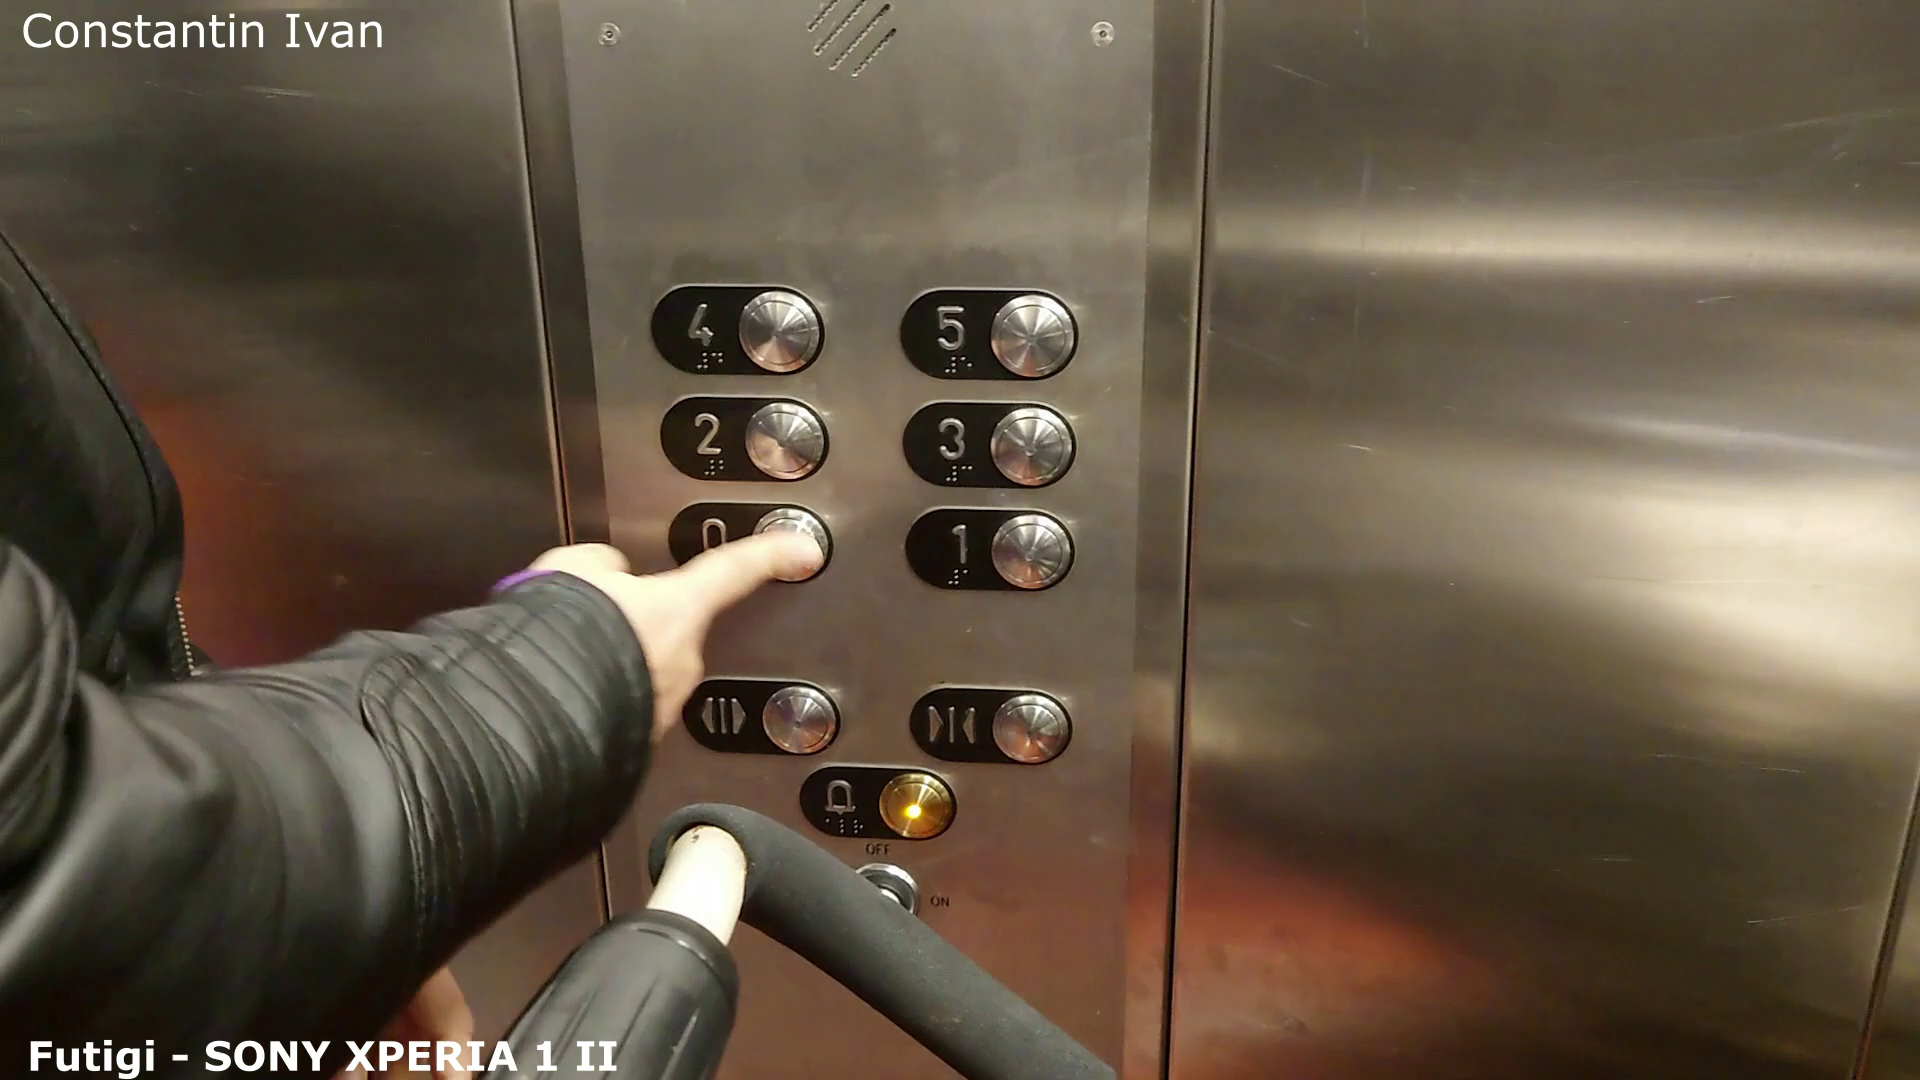 Constantin Ivan
4 5
2 3
0 1
OFF
ON
Futigi - SONY XPERIA 1 II